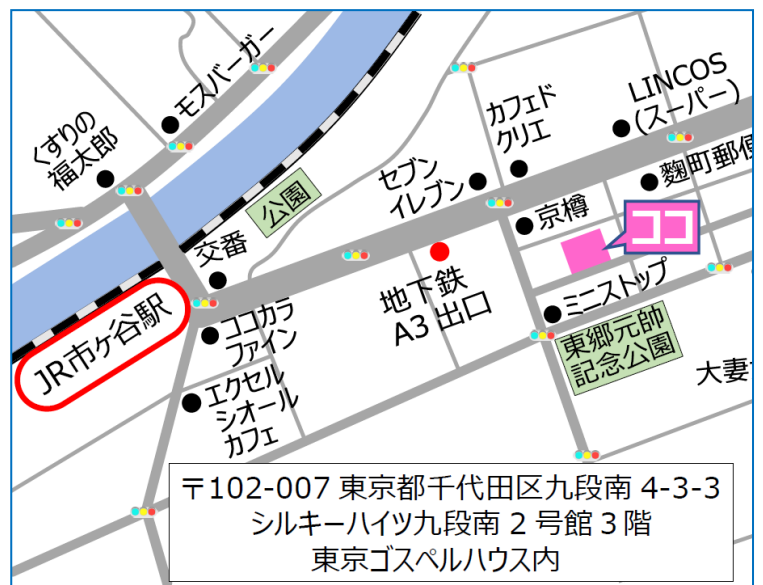 モスバーガー
くすりの
福太郎
LINCOS
(スーパー)
カフェド
クリエ
セブン
イレブン
麴町郵便
公園
京樽
ココ
交番
地下鉄
A3 出口
ミニストップ
JR市ヶ谷駅
ココカラ
ファイン
東郷元帥
記念公園
大妻
エクセル
シオール
カフェ
〒102-007 東京都千代田区九段南 4-3-3
シルキーハイツ九段南 2 号館 3 階
東京ゴスペルハウス内